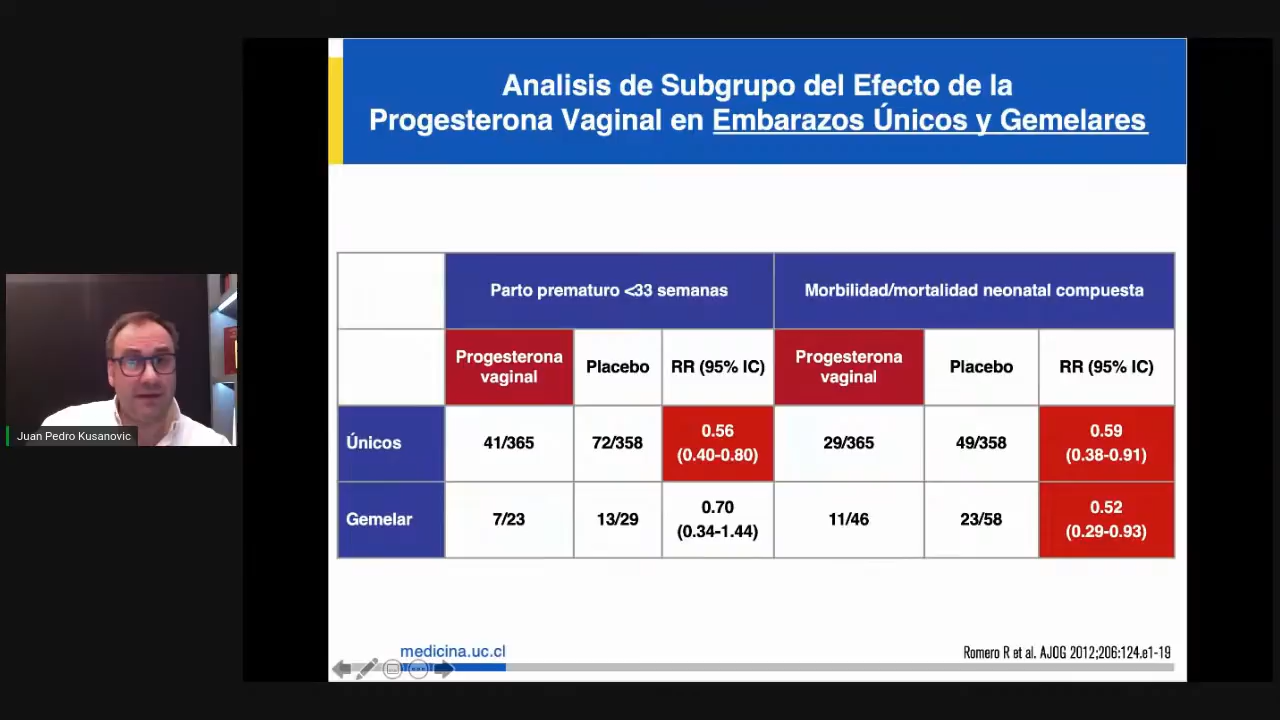 Analisis de Subgrupo del Efecto de la
Progesterona Vaginal en Embarazos Únicos y Gemelares
Parto prematuro <33 semanas
Morbilidad/mortalidad neonatal compuesta
Progesterona
vaginal
Placebo
RR (95% IC)
Progesterona
vaginal
Placebo
RR (95% IC)
Únicos
41/365
72/358
0.56
(0.40-0.80)
29/365
49/358
0.59
(0.38-0.91)
Gemelar
7/23
13/29
0.70
(0.34-1.44)
11/46
23/58
0.52
(0.29-0.93)
Juan Pedro Kusanovic
medicina.uc.cl
Romero R et al. AJOG 2012;206:124.e1-19